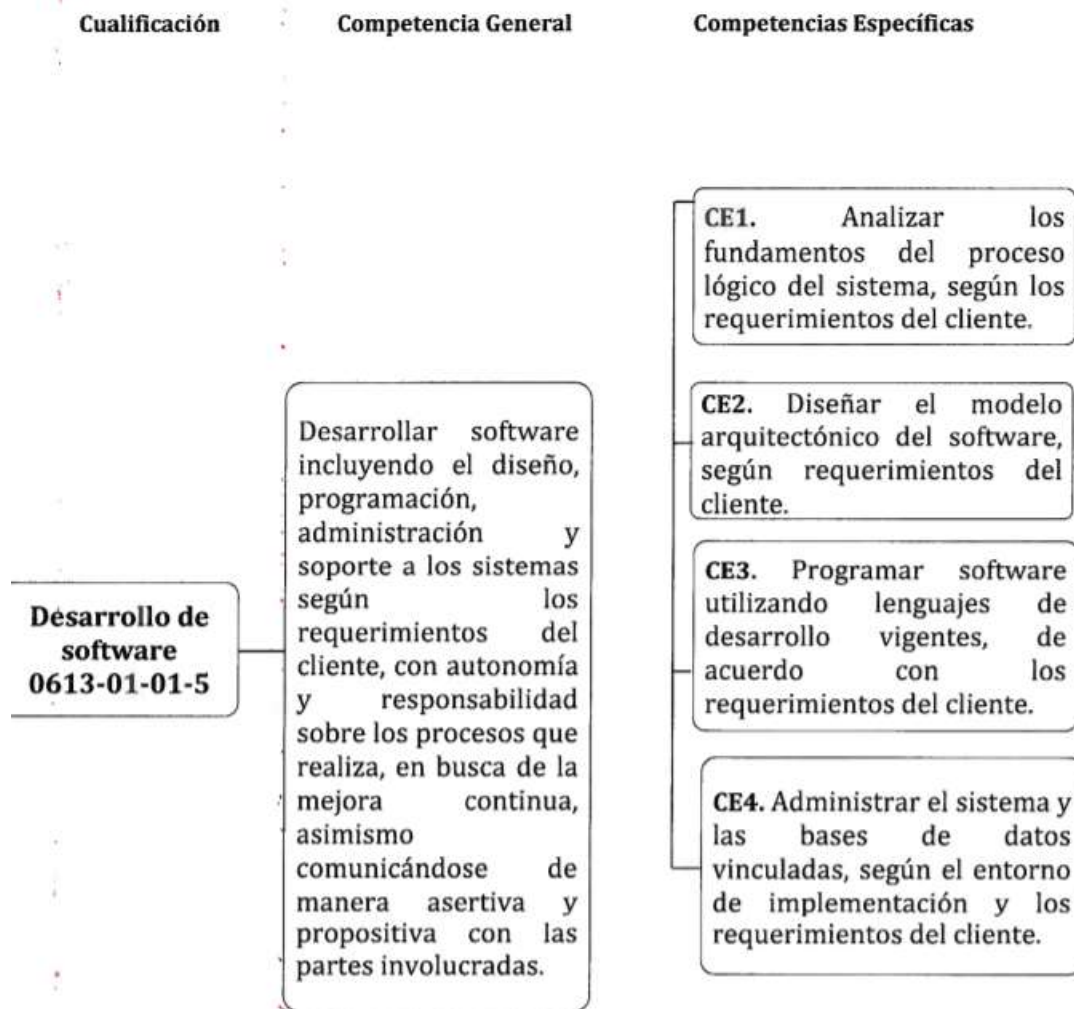 Cualificación
Competencia General
Competencias Específicas
Desarrollo de
software
0613-01-01-5
Desarrollar software
incluyendo el diseño,
programación,
administración y
soporte a los sistemas
según los
requerimientos del
cliente, con autonomía
y responsabilidad
sobre los procesos que
realiza, en busca de la
mejora continua,
asimismo
comunicándose de
manera asertiva y
propositiva con las
partes involucradas.
CE1. Analizar los
fundamentos del proceso
lógico del sistema, según los
requerimientos del cliente.
CE2. Diseñar el modelo
arquitectónico del software,
según requerimientos del
cliente.
CE3. Programar software
utilizando lenguajes de
desarrollo vigentes, de
acuerdo con los
requerimientos del cliente.
CE4. Administrar el sistema y
las bases de datos
vinculadas, según el entorno
de implementación y los
requerimientos del cliente.